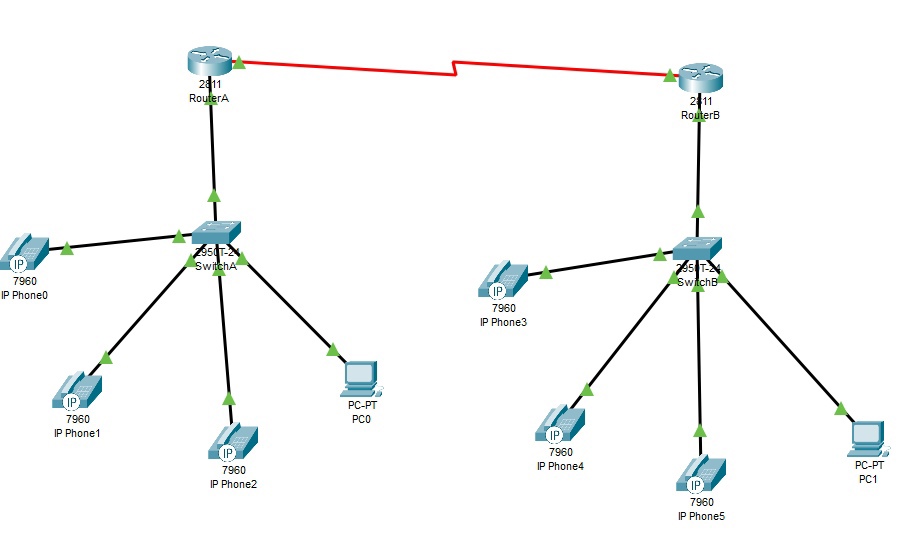 2811
RouterA
2811
RouterB
2950T-24
SwitchA
2950T-24
SwitchB
IP
7960
IP Phone0
IP
7960
IP Phone3
PC-PT
PC0
IP
7960
IP Phone1
IP
7960
IP Phone2
IP
7960
IP Phone4
PC-PT
PC1
IP
7960
IP Phone5